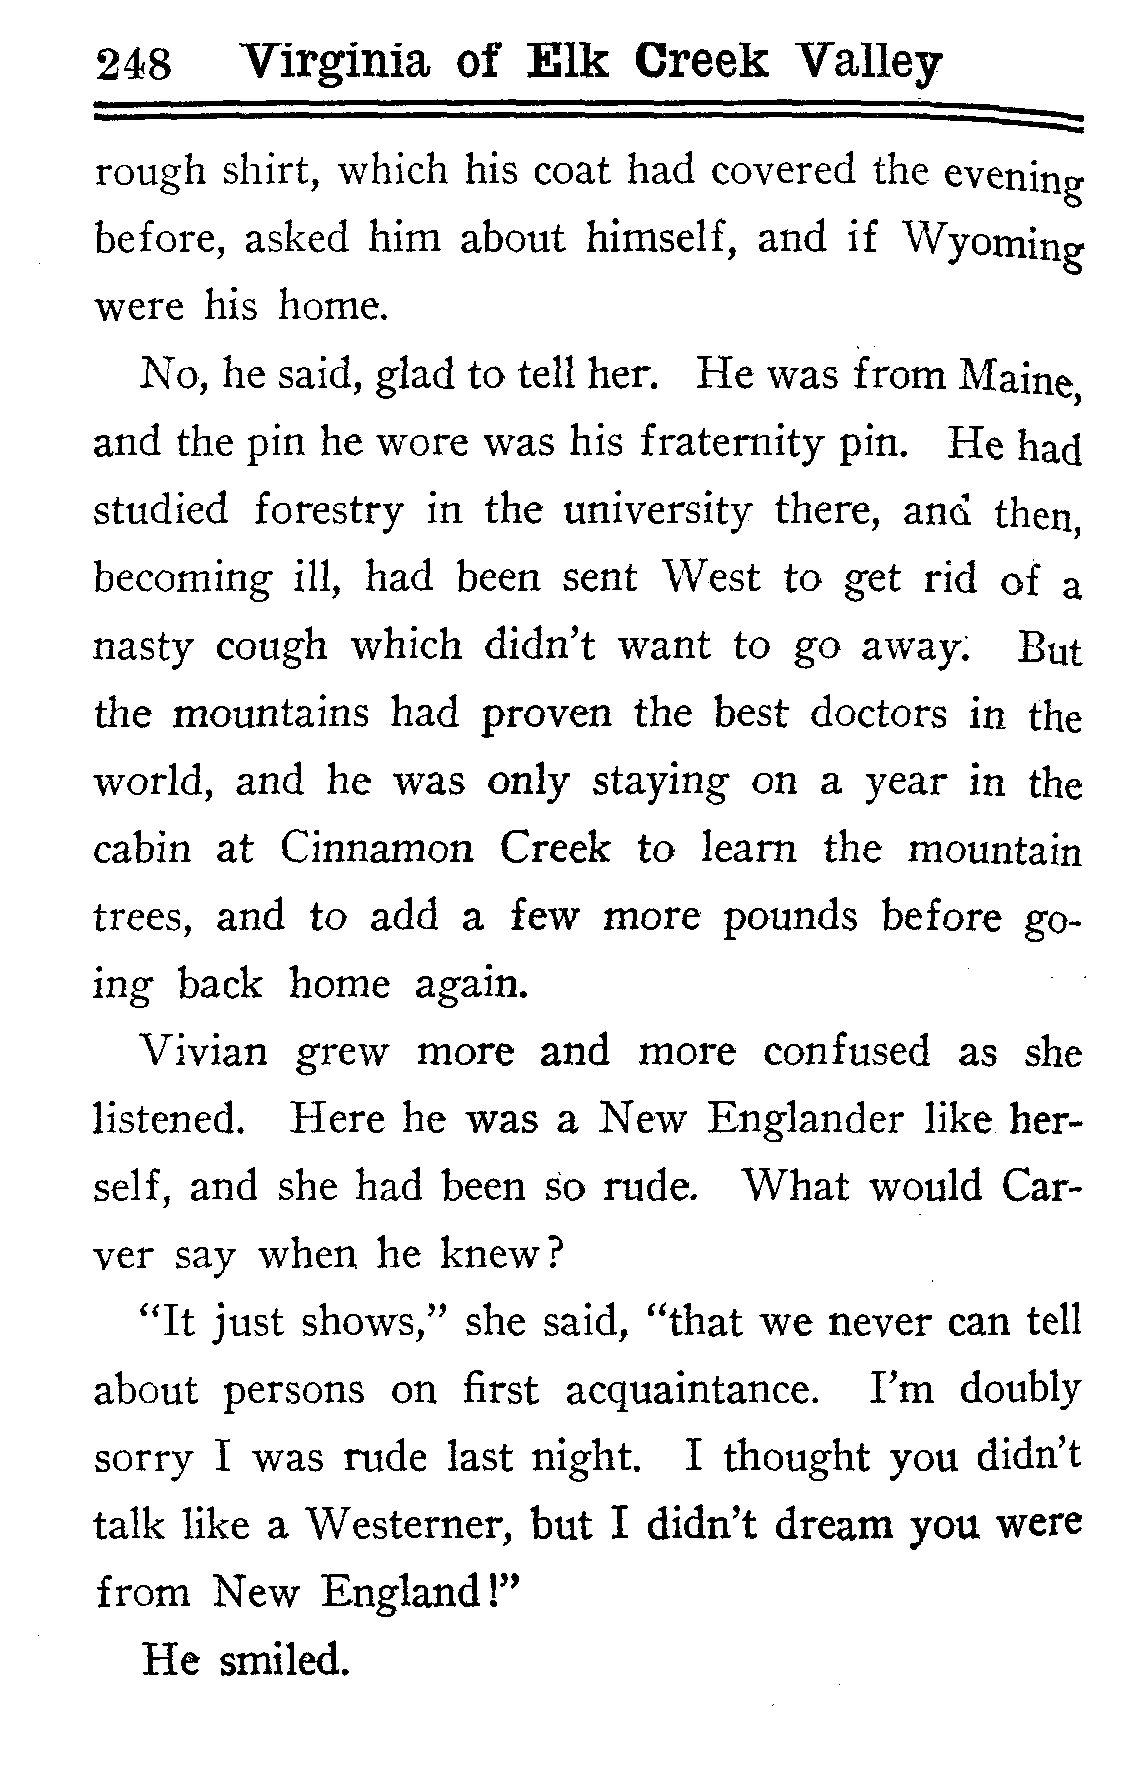 248 Virginia of Elk Creek Valley
rough shirt, which his coat had covered the evening
before, asked him about himself, and if Wyoming
were his home.
No, he said, glad to tell her. He was from Maine,
and the pin he wore was his fraternity pin. He had
studied forestry in the university there, and then,
becoming ill, had been sent West to get rid of a
nasty cough which didn't want to go away. But
the mountains had proven the best doctors in the
world, and he was only staying on a year in the
cabin at Cinnamon Creek to learn the mountain
trees, and to add a few more pounds before go-
ing back home again.
Vivian grew more and more confused as she
listened. Here he was a New Englander like her-
self, and she had been so rude. What would Car-
ver say when he knew?
“It just shows,” she said, “that we never can tell
about persons on first acquaintance. I'm doubly
sorry I was rude last night. I thought you didn't
talk like a Westerner, but I didn't dream you were
from New England!”
He smiled.